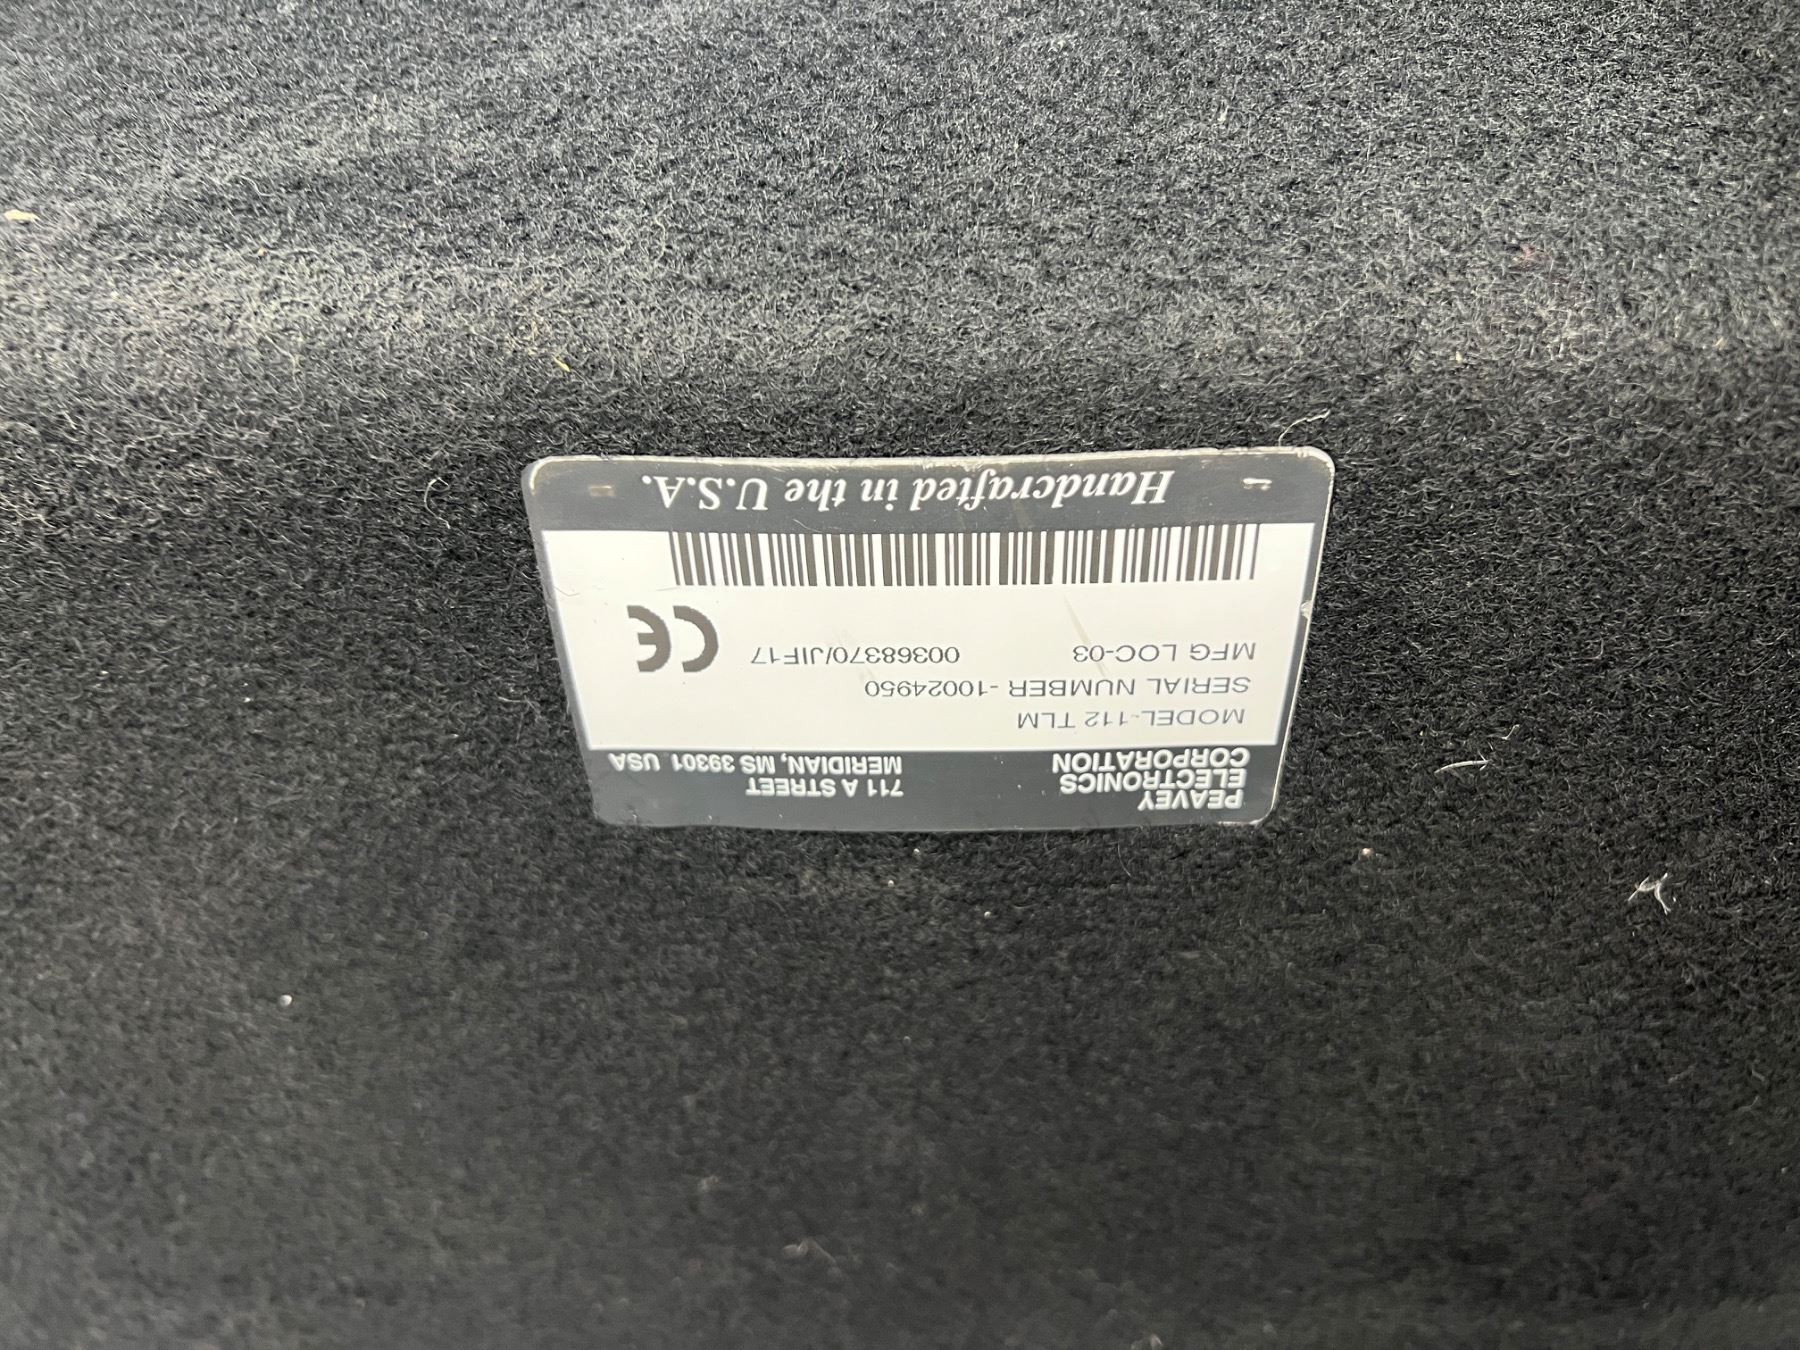 PEAVEY
ELECTRONICS
CORPORATION
711 A STREET
MERIDIAN, MS 39301 USA
MODEL-112 TLM
SERIAL NUMBER -10024950
MFG LOC-03 00368370/JIF17
CE
Handcrafted in the U.S.A.